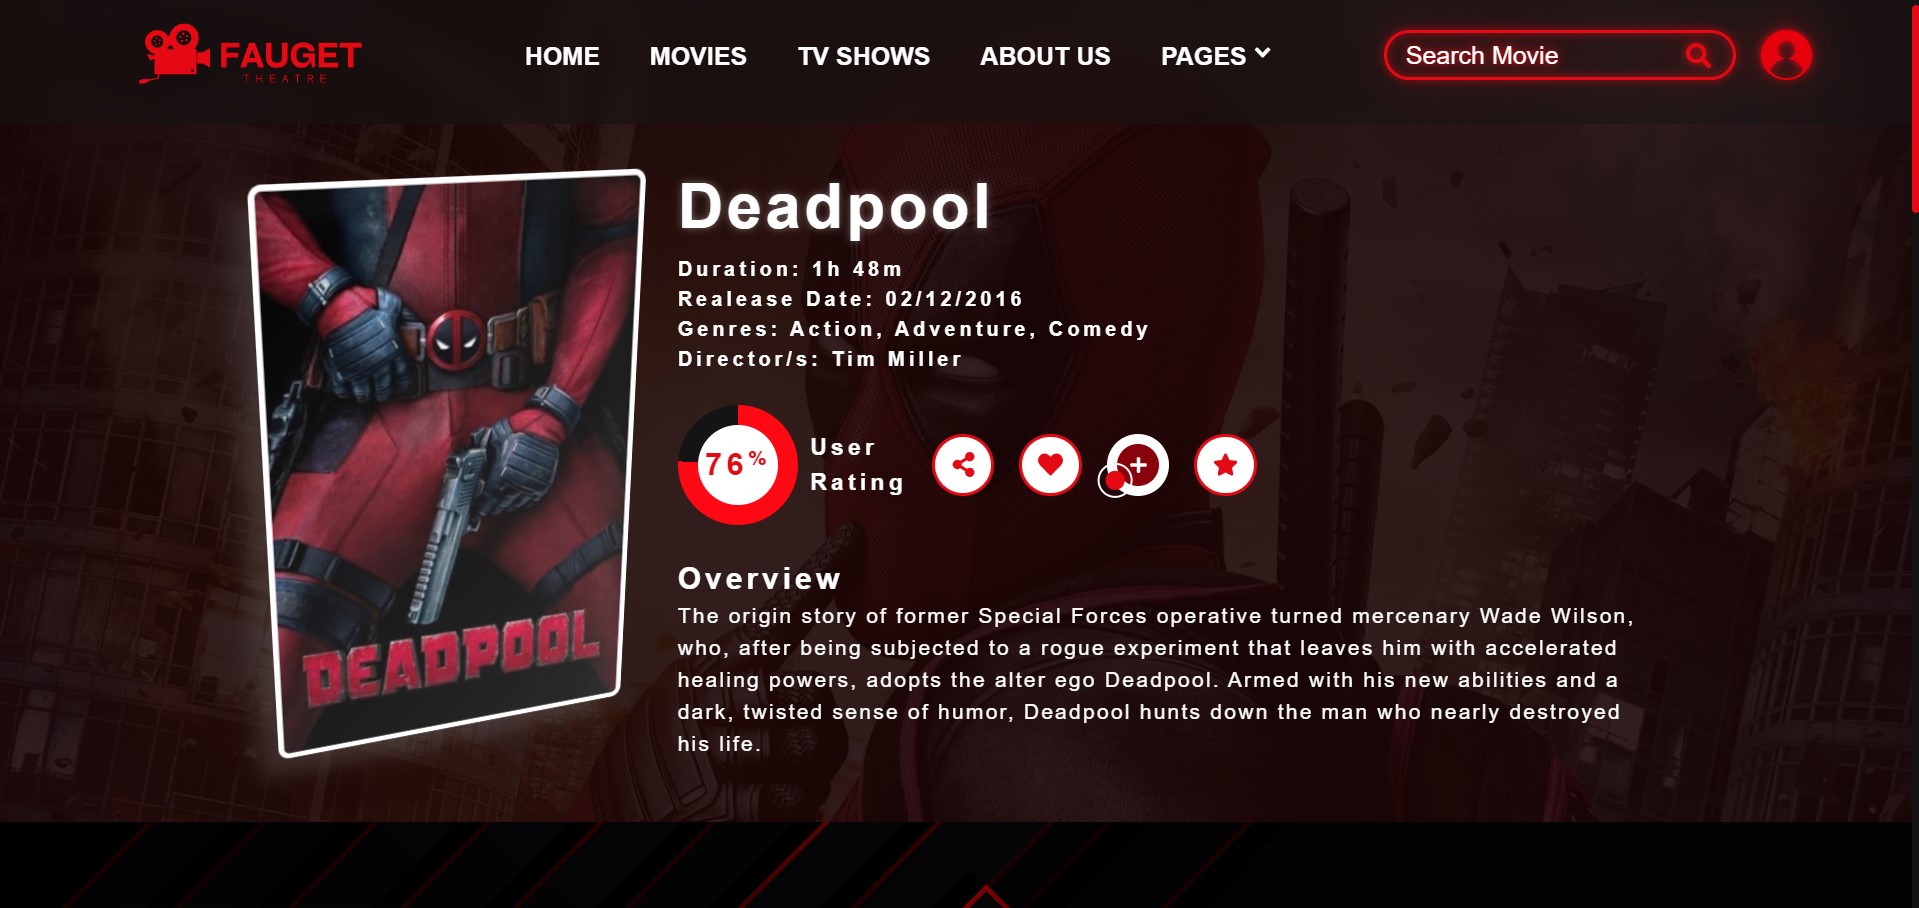 FAUGET
THEATRE
HOME MOVIES TV SHOWS ABOUT US PAGES
Search Movie
Deadpool
Duration: 1h 48m
Realease Date: 02/12/2016
Genres: Action, Adventure, Comedy
Director/s: Tim Miller
76%
User
Rating
DEADPOOL
Overview
The origin story of former Special Forces operative turned mercenary Wade Wilson,
who, after being subjected to a rogue experiment that leaves him with accelerated
healing powers, adopts the alter ego Deadpool. Armed with his new abilities and a
dark, twisted sense of humor, Deadpool hunts down the man who nearly destroyed
his life.